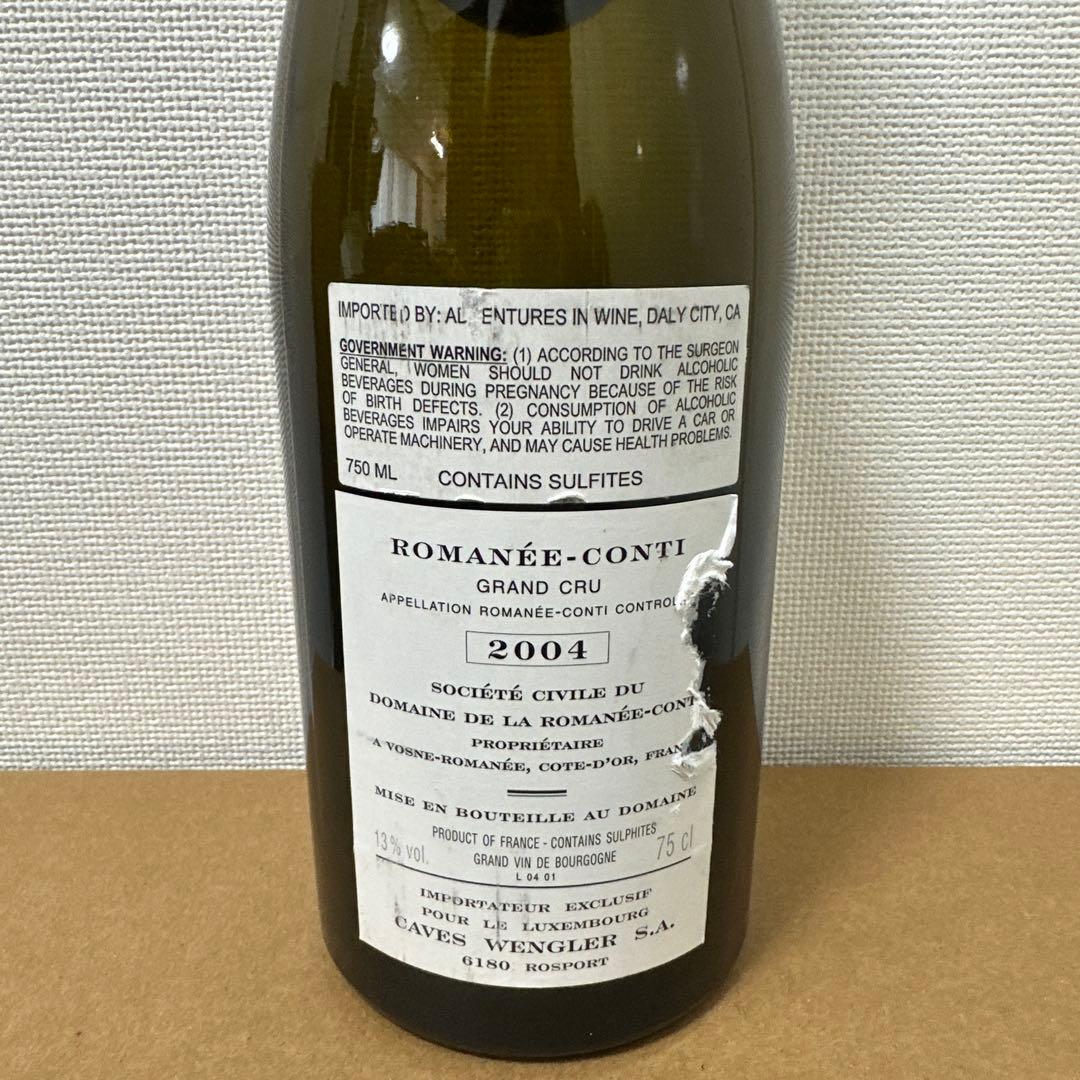 IMPORTED BY: AD ENTURES IN WINE, DALY CITY, CA
GOVERNMENT WARNING: (1) ACCORDING TO THE SURGEON
GENERAL, WOMEN SHOULD NOT DRINK ALCOHOLIC
BEVERAGES DURING PREGNANCY BECAUSE OF THE RISK
OF BIRTH DEFECTS. (2) CONSUMPTION OF ALCOHOLIC
BEVERAGES IMPAIRS YOUR ABILITY TO DRIVE A CAR OR
OPERATE MACHINERY, AND MAY CAUSE HEALTH PROBLEMS.
750 ML CONTAINS SULFITES
ROMANÉE-CONTI
GRAND CRU
APPELLATION ROMANÉE-CONTI CONTROL
2004
SOCIÉTÉ CIVILE DU
DOMAINE DE LA ROMANÉE-CONT
PROPRIÉTAIRE
A VOSNE-ROMANÉE, COTE-D'OR, FRAN
MISE EN BOUTEILLE AU DOMAINE
PRODUCT OF FRANCE - CONTAINS SULPHITES
13% vol. GRAND VIN DE BOURGOGNE 75 cl
L 04 01
IMPORTATEUR EXCLUSIF
POUR LE LUXEMBOURG
CAVES WENGLER S.A.
6180 ROSPORT